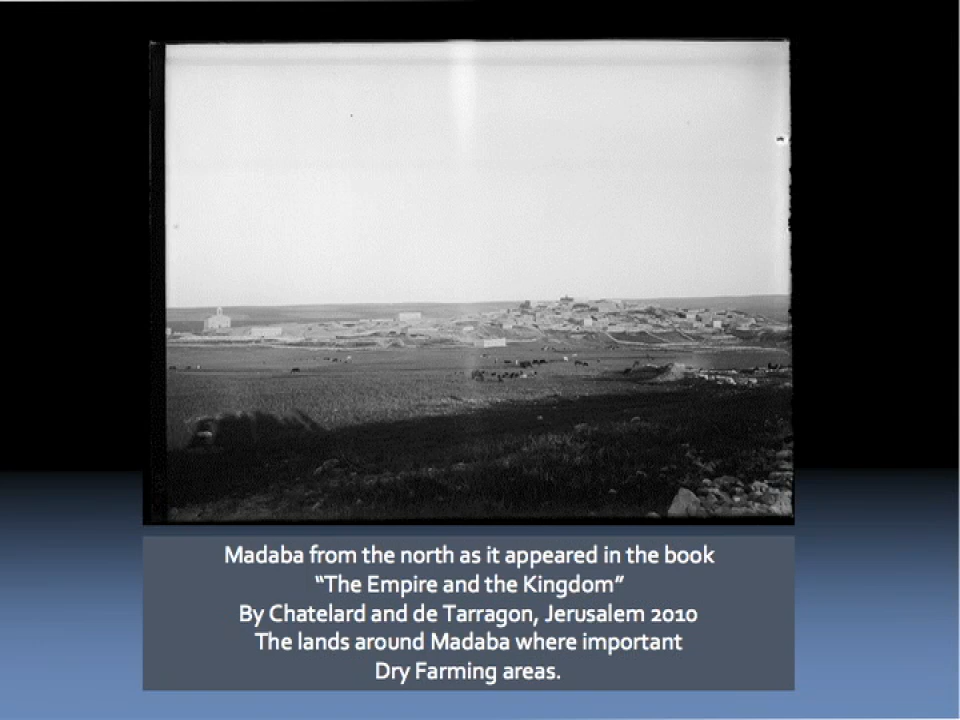 Madaba from the north as it appeared in the book
“The Empire and the Kingdom”
By Chatelard and de Tarragon, Jerusalem 2010
The lands around Madaba where important
Dry Farming areas.